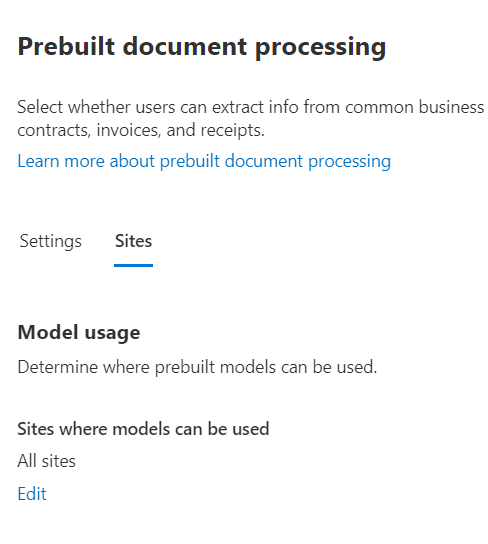 Prebuilt document processing
Select whether users can extract info from common business
contracts, invoices, and receipts.
Learn more about prebuilt document processing
Settings Sites
Model usage
Determine where prebuilt models can be used.
Sites where models can be used
All sites
Edit